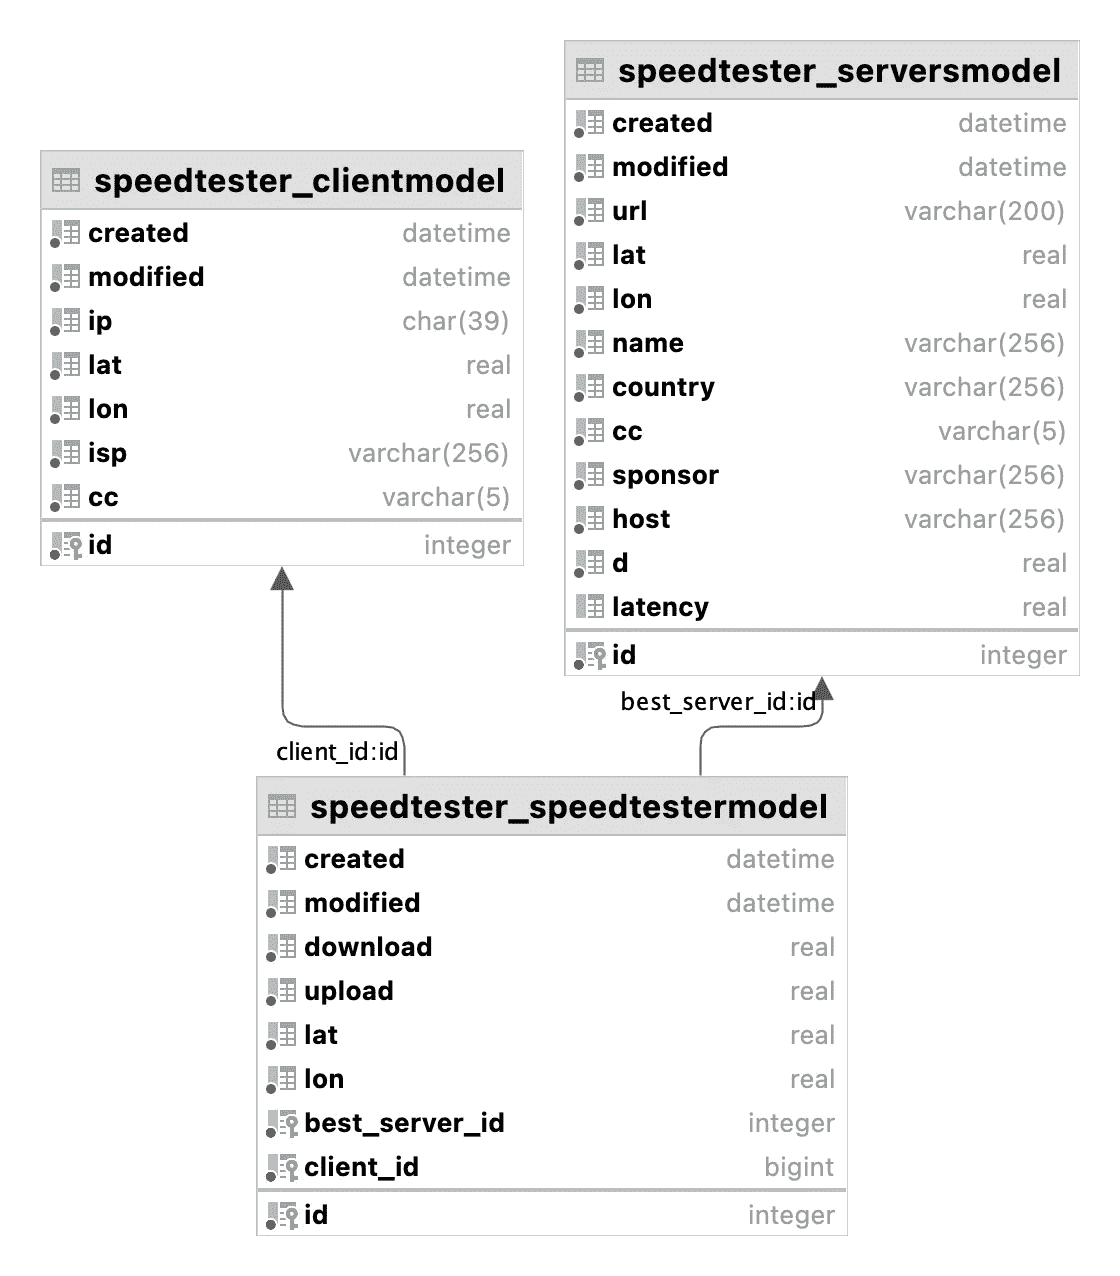 speedtester_clientmodel
created datetime
modified datetime
ip char(39)
lat real
lon real
isp varchar(256)
cc varchar(5)
id integer
speedtester_serversmodel
created datetime
modified datetime
url varchar(200)
lat real
lon real
name varchar(256)
country varchar(256)
cc varchar(5)
sponsor varchar(256)
host varchar(256)
d real
latency real
id integer
client_id:id
best_server_id:id
speedtester_speedtestermodel
created datetime
modified datetime
download real
upload real
lat real
lon real
best_server_id integer
client_id bigint
id integer